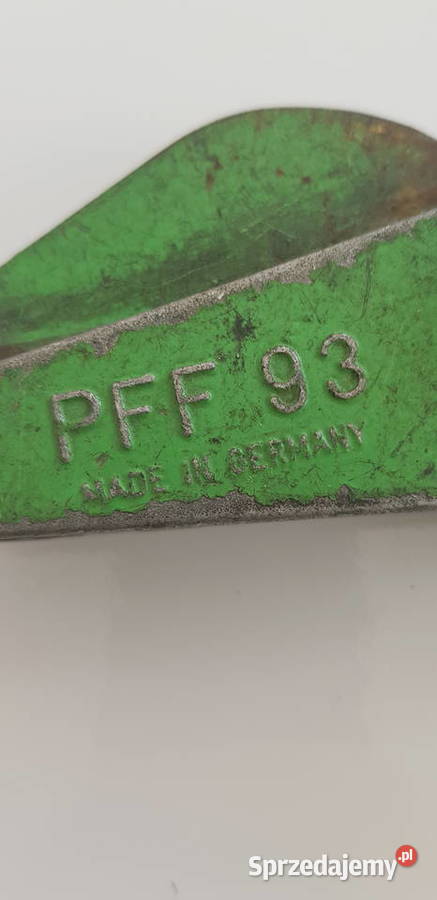 PFF 93
MADE IN GERMANY
Sprzedajemy.pl